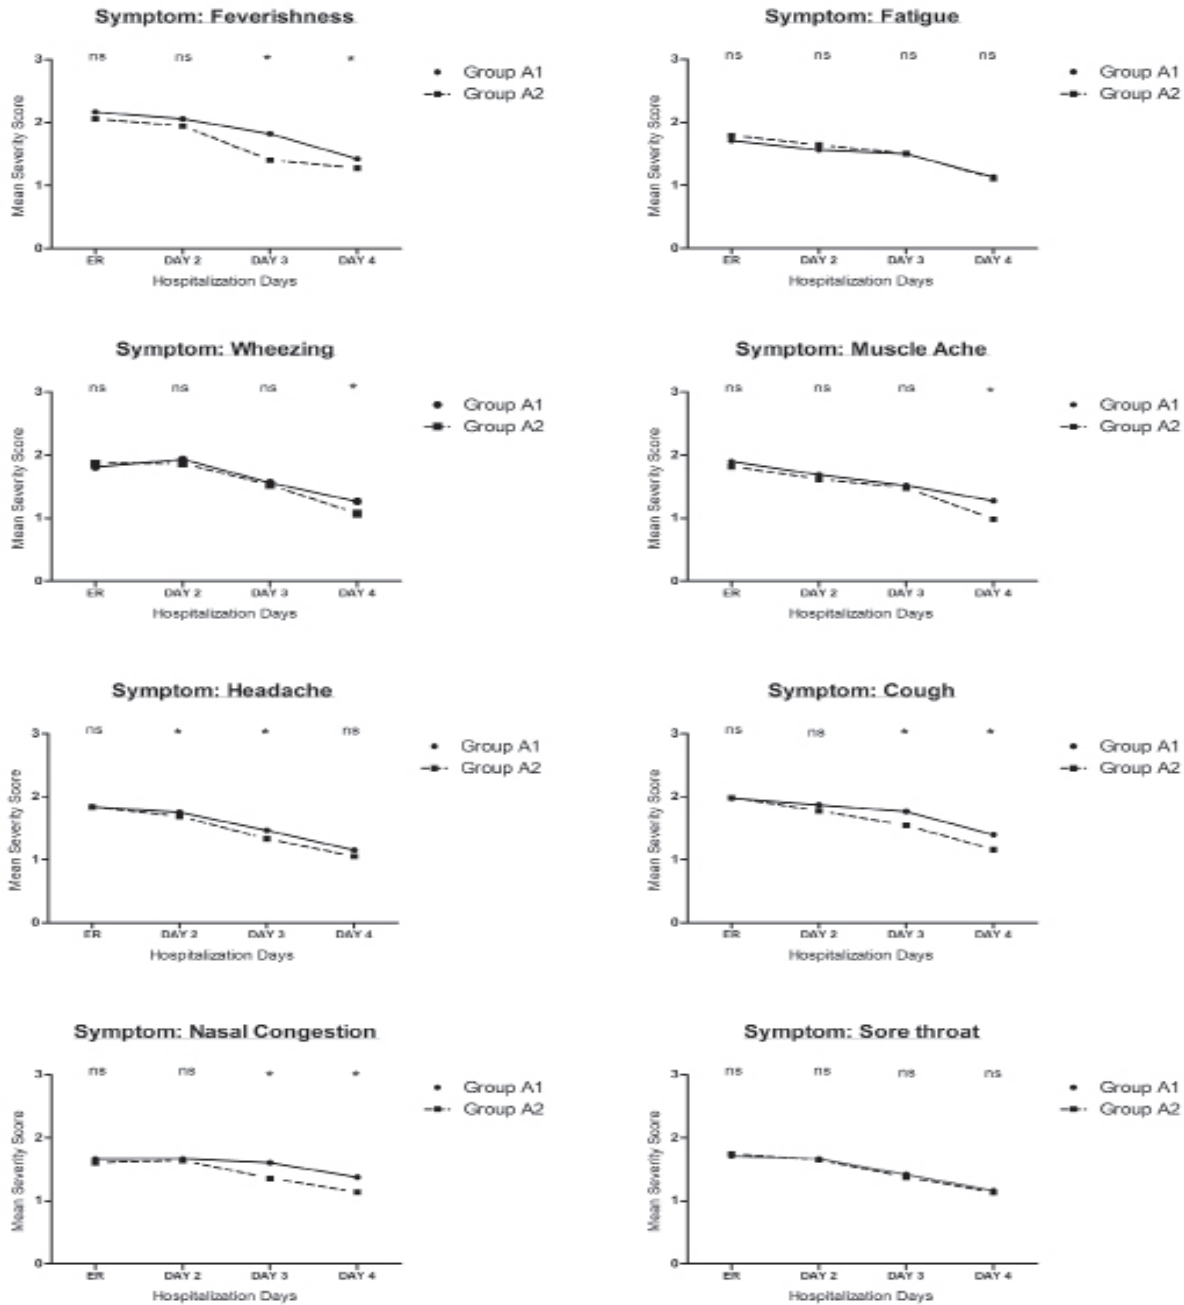 Symptom: Feverishness
ns ns * *
3
2
1
0
Mean Severity Score
ER DAY 2 DAY 3 DAY 4
Hospitalization Days
Group A1
Group A2
Symptom: Fatigue
ns ns ns ns
3
2
1
0
Mean Severity Score
ER DAY 2 DAY 3 DAY 4
Hospitalization Days
Group A1
Group A2
Symptom: Wheezing
ns ns ns *
3
2
1
0
Mean Severity Score
ER DAY 2 DAY 3 DAY 4
Hospitalization Days
Group A1
Group A2
Symptom: Muscle Ache
ns ns ns *
3
2
1
0
Mean Severity Score
ER DAY 2 DAY 3 DAY 4
Hospitalization Days
Group A1
Group A2
Symptom: Headache
ns * * ns
3
2
1
0
Mean Severity Score
ER DAY 2 DAY 3 DAY 4
Hospitalization Days
Group A1
Group A2
Symptom: Cough
ns ns * *
3
2
1
0
Mean Severity Score
ER DAY 2 DAY 3 DAY 4
Hospitalization Days
Group A1
Group A2
Symptom: Nasal Congestion
ns ns * *
3
2
1
0
Mean Severity Score
ER DAY 2 DAY 3 DAY 4
Hospitalization Days
Group A1
Group A2
Symptom: Sore throat
ns ns ns ns
3
2
1
0
Mean Severity Score
ER DAY 2 DAY 3 DAY 4
Hospitalization Days
Group A1
Group A2